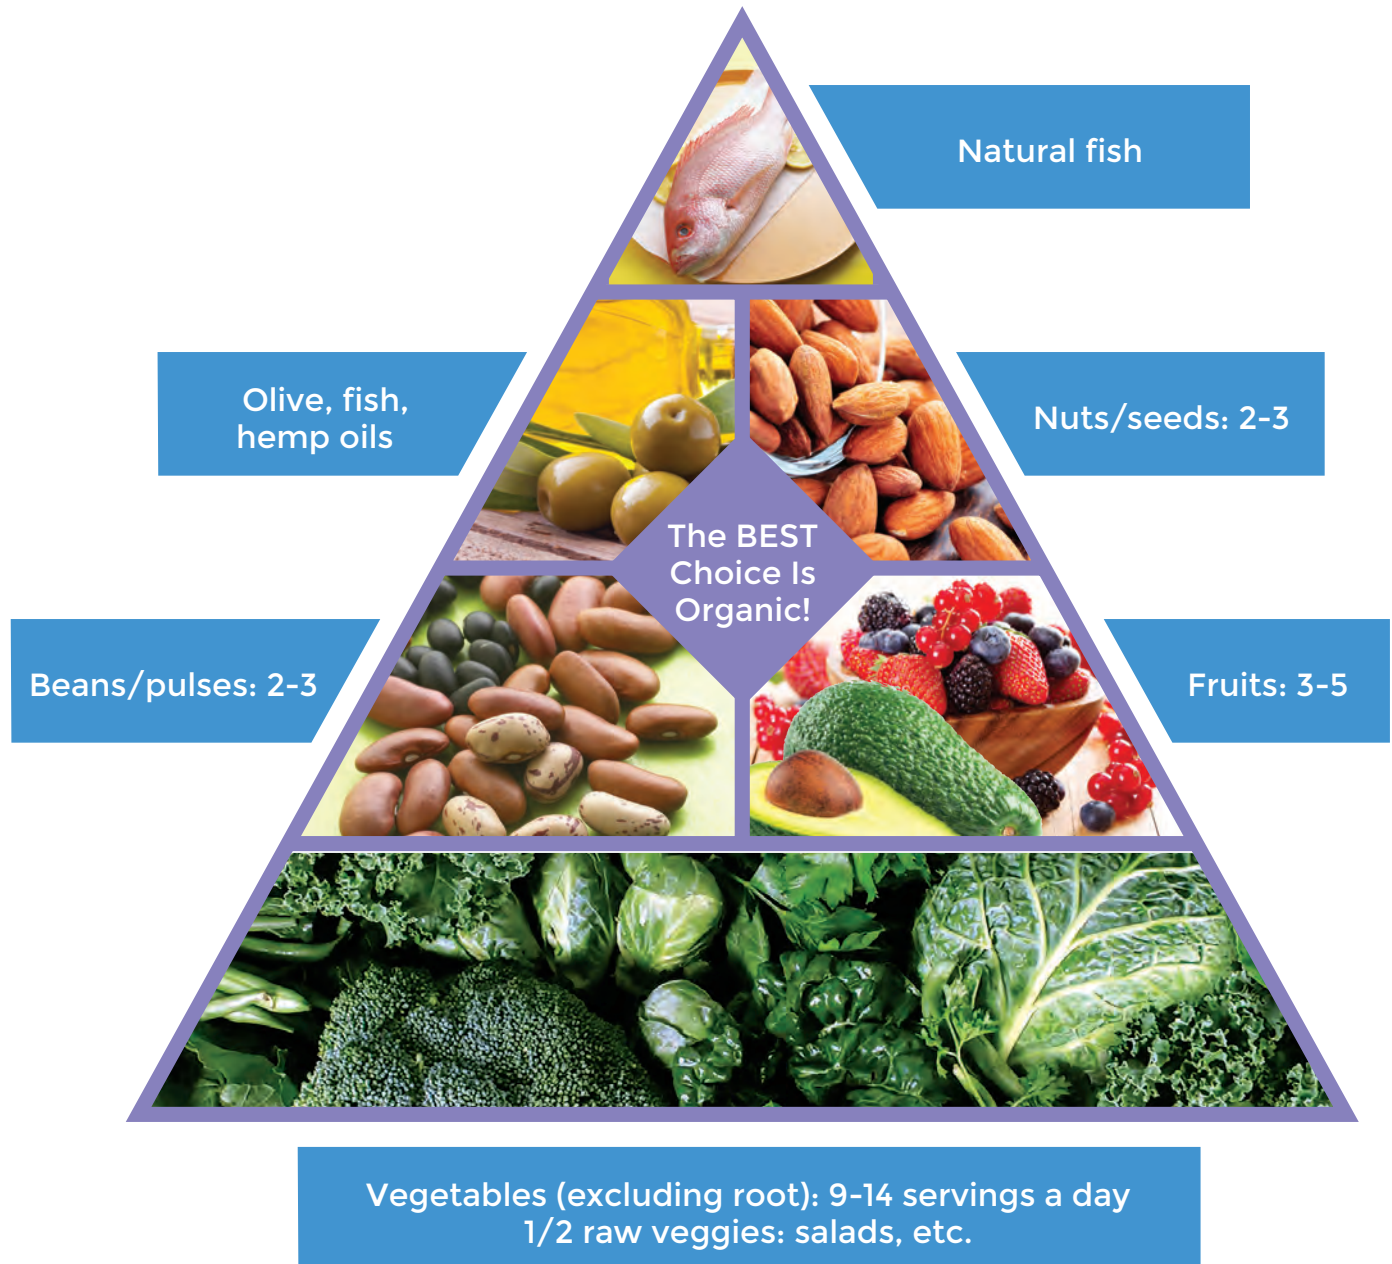 Natural fish
Olive, fish,
hemp oils
Nuts/seeds: 2-3
The BEST
Choice Is
Organic!
Beans/pulses: 2-3
Fruits: 3-5
Vegetables (excluding root): 9-14 servings a day
1/2 raw veggies: salads, etc.